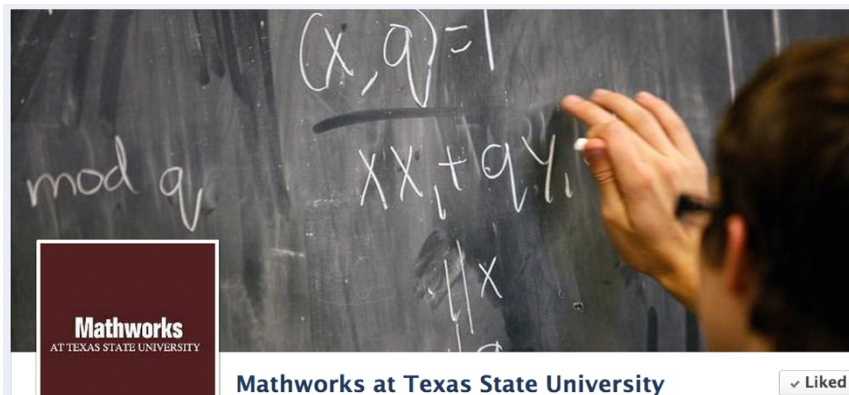 (x,q)=1
mod q
xx₁+qy₁
Mathworks
AT TEXAS STATE UNIVERSITY
Mathworks at Texas State University
✓ Liked